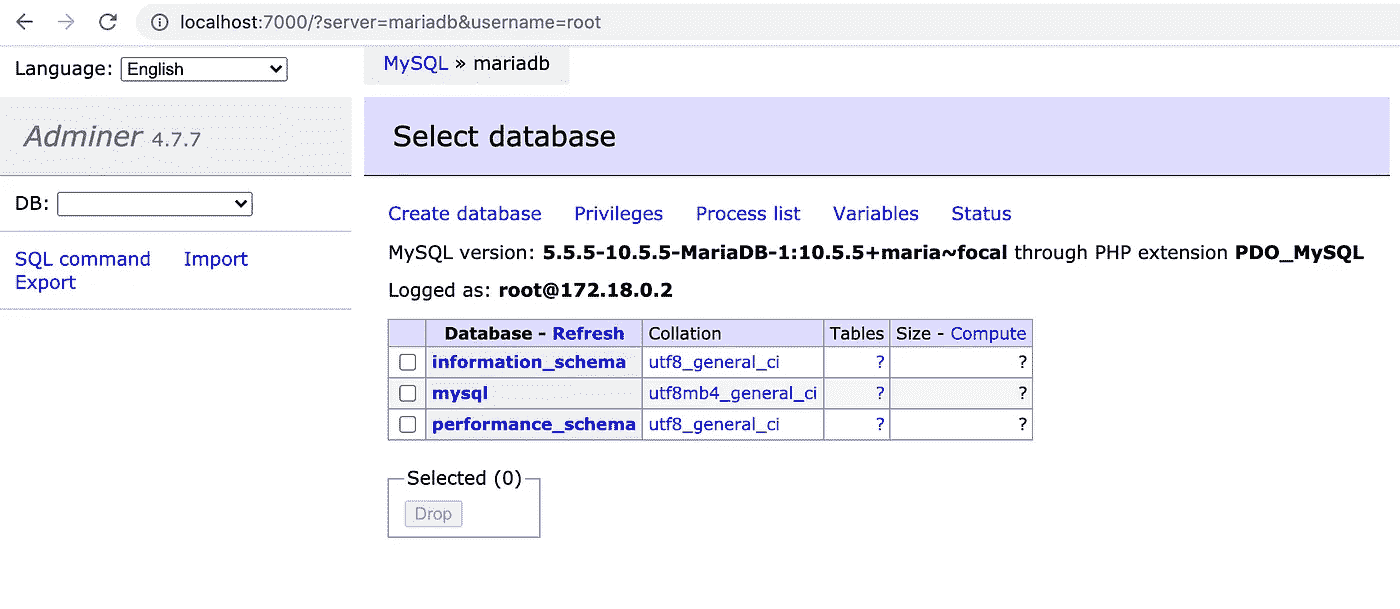 localhost:7000/?server=mariadb&username=root
Language: English
MySQL » mariadb
Adminer 4.7.7
Select database
DB:
SQL command Import
Export
Create database Privileges Process list Variables Status
MySQL version: 5.5.5-10.5.5-MariaDB-1:10.5.5+maria~focal through PHP extension PDO_MySQL
Logged as: root@172.18.0.2
Database - Refresh Collation Tables Size - Compute
information_schema utf8_general_ci ? ?
mysql utf8mb4_general_ci ? ?
performance_schema utf8_general_ci ? ?
Selected (0)
Drop